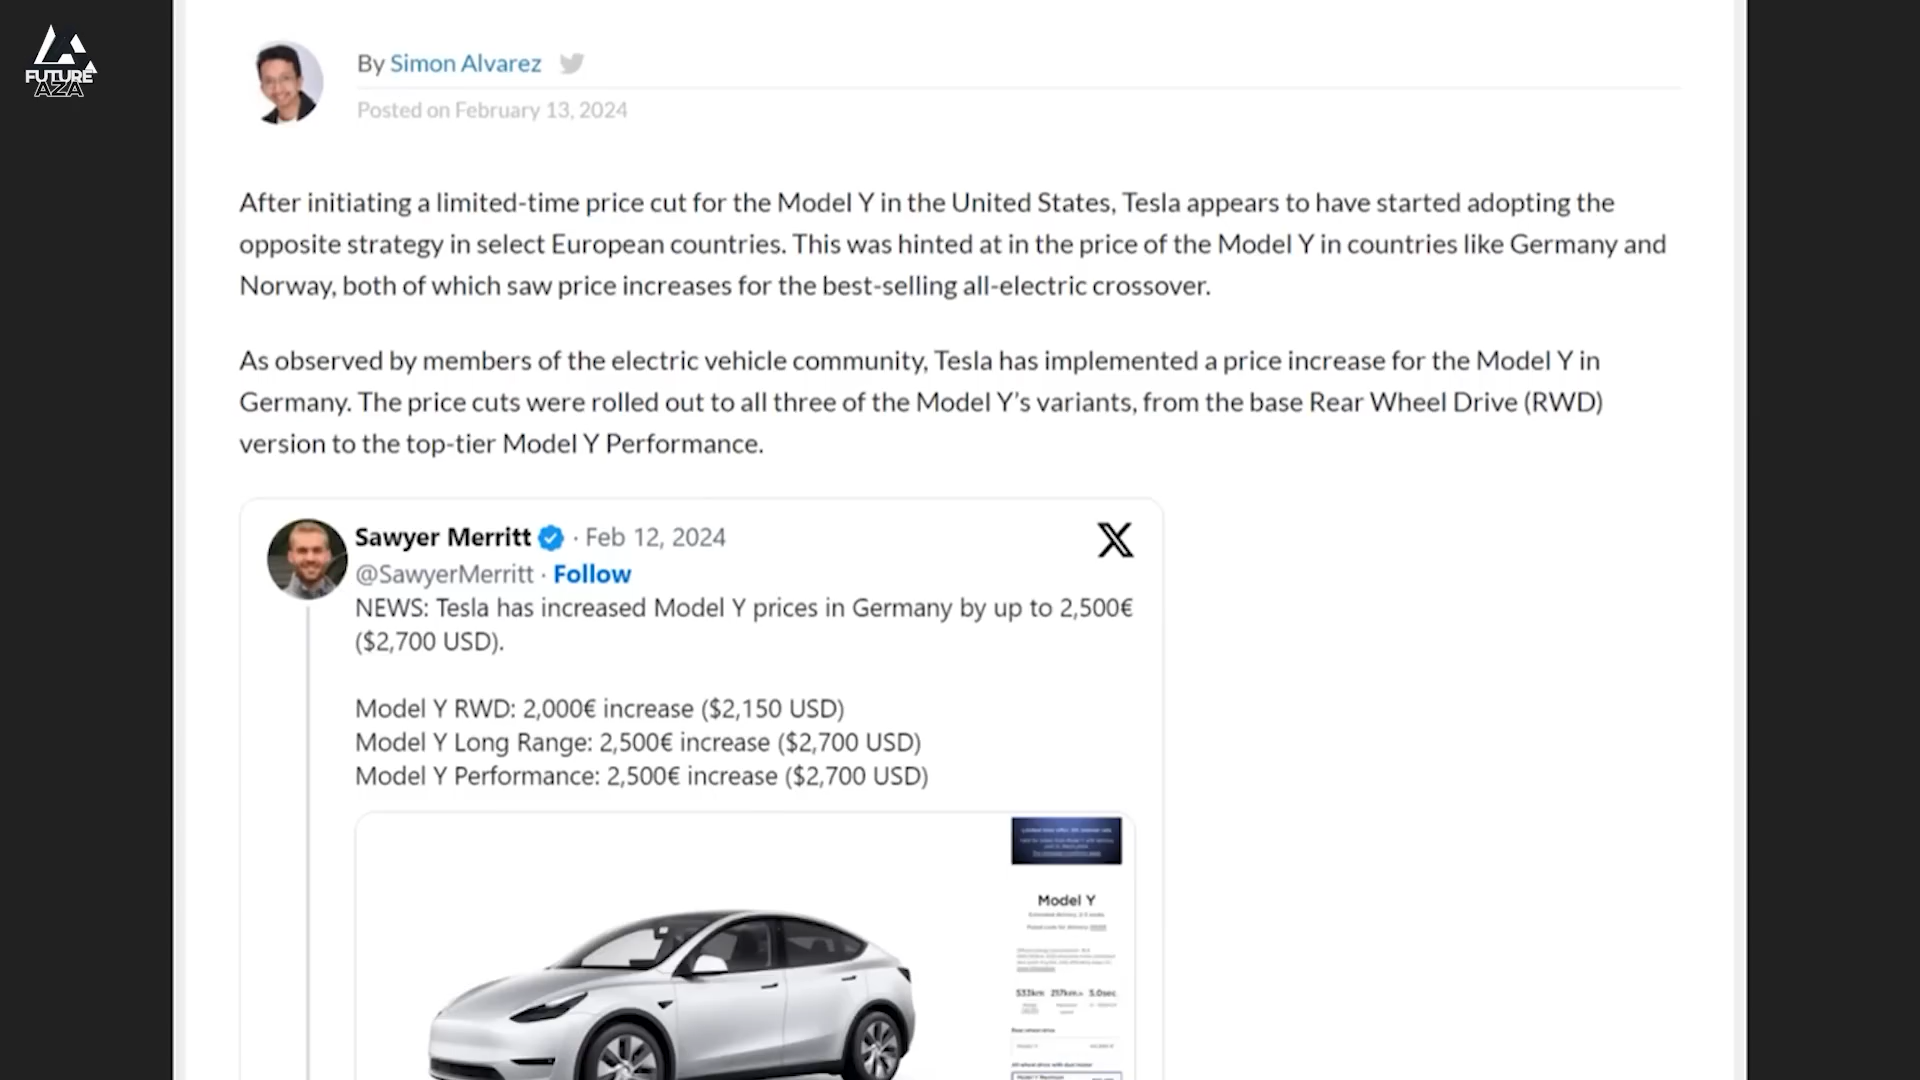 FUTURE
AZA
By Simon Alvarez
Posted on February 13, 2024
After initiating a limited-time price cut for the Model Y in the United States, Tesla appears to have started adopting the
opposite strategy in select European countries. This was hinted at in the price of the Model Y in countries like Germany and
Norway, both of which saw price increases for the best-selling all-electric crossover.
As observed by members of the electric vehicle community, Tesla has implemented a price increase for the Model Y in
Germany. The price cuts were rolled out to all three of the Model Y’s variants, from the base Rear Wheel Drive (RWD)
version to the top-tier Model Y Performance.
Sawyer Merritt · Feb 12, 2024
@SawyerMerritt · Follow
NEWS: Tesla has increased Model Y prices in Germany by up to 2,500€
($2,700 USD).
Model Y RWD: 2,000€ increase ($2,150 USD)
Model Y Long Range: 2,500€ increase ($2,700 USD)
Model Y Performance: 2,500€ increase ($2,700 USD)
Model Y
533km 217km/h 5.0sec